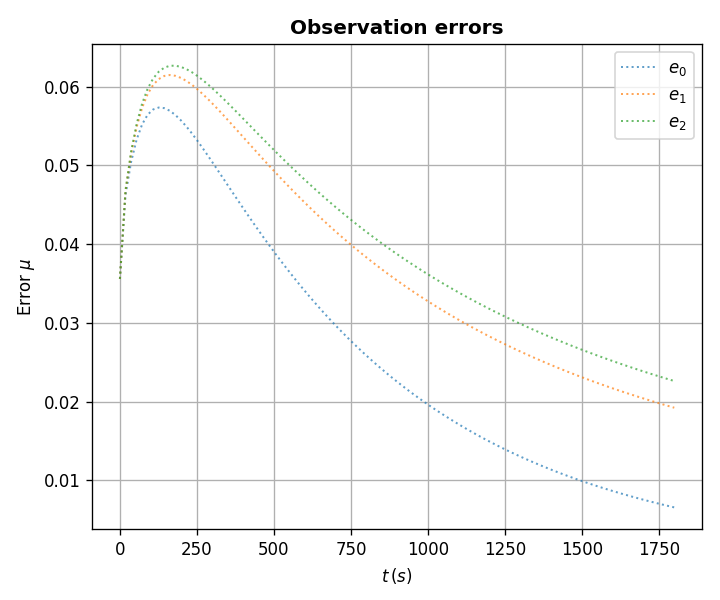 Observation errors
e₀
e₁
e₂
0.06
0.05
0.04
0.03
0.02
0.01
Error μ
0 250 500 750 1000 1250 1500 1750
t (s)